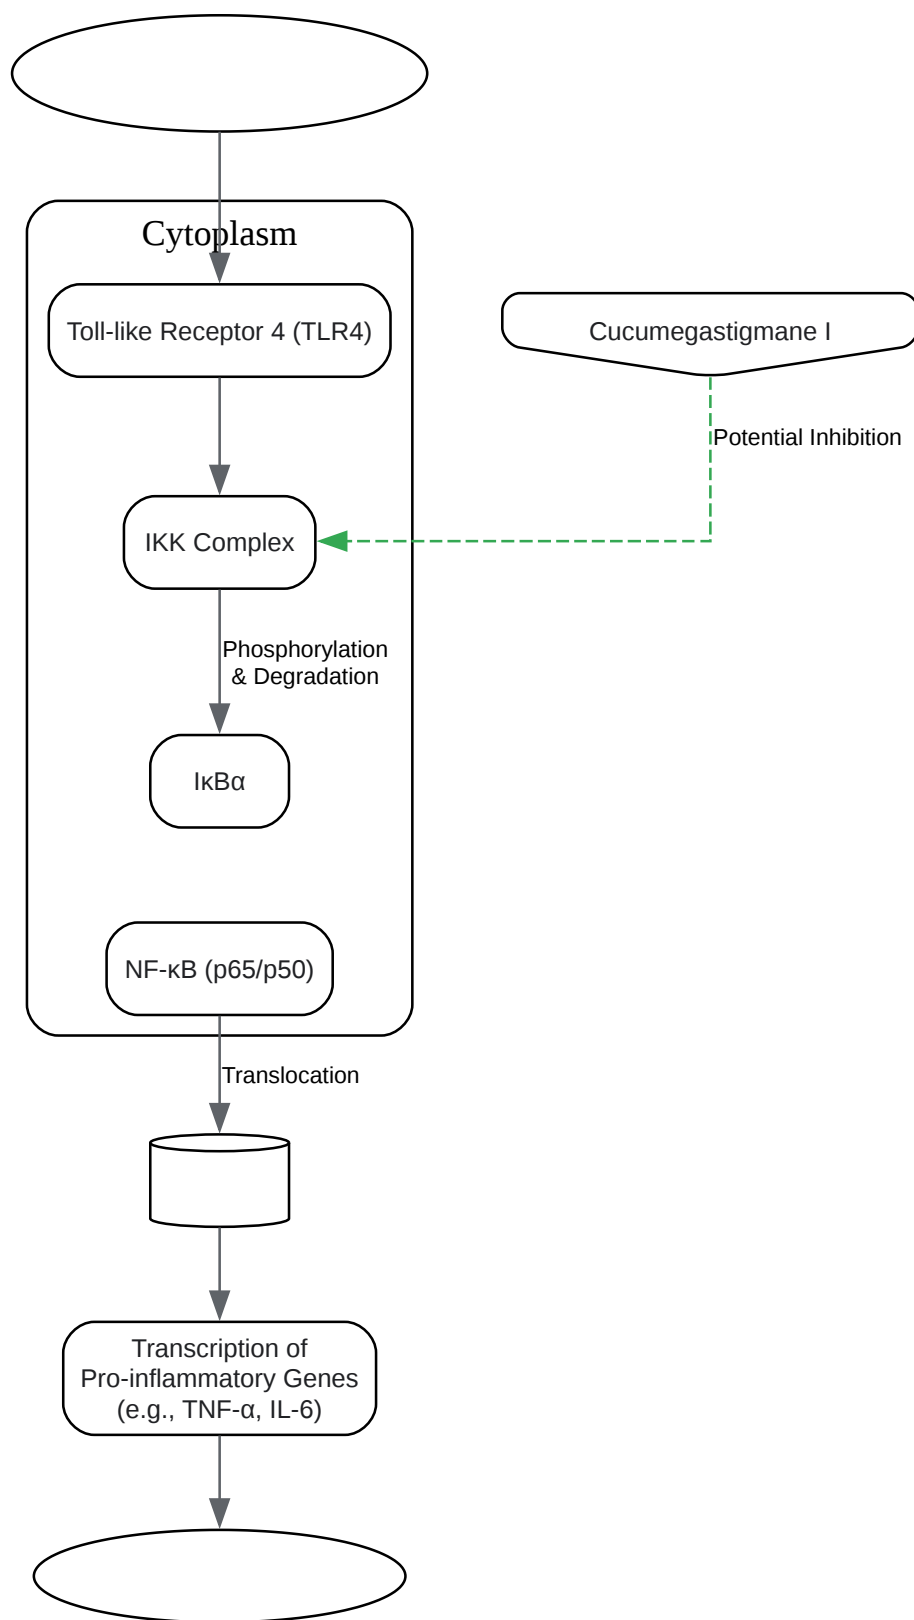 Cytoplasm
Toll-like Receptor 4 (TLR4)
Cucumegastigmane I
Potential Inhibition
IKK Complex
Phosphorylation
& Degradation
IκBα
NF-κB (p65/p50)
Translocation
Transcription of
Pro-inflammatory Genes
(e.g., TNF-α, IL-6)